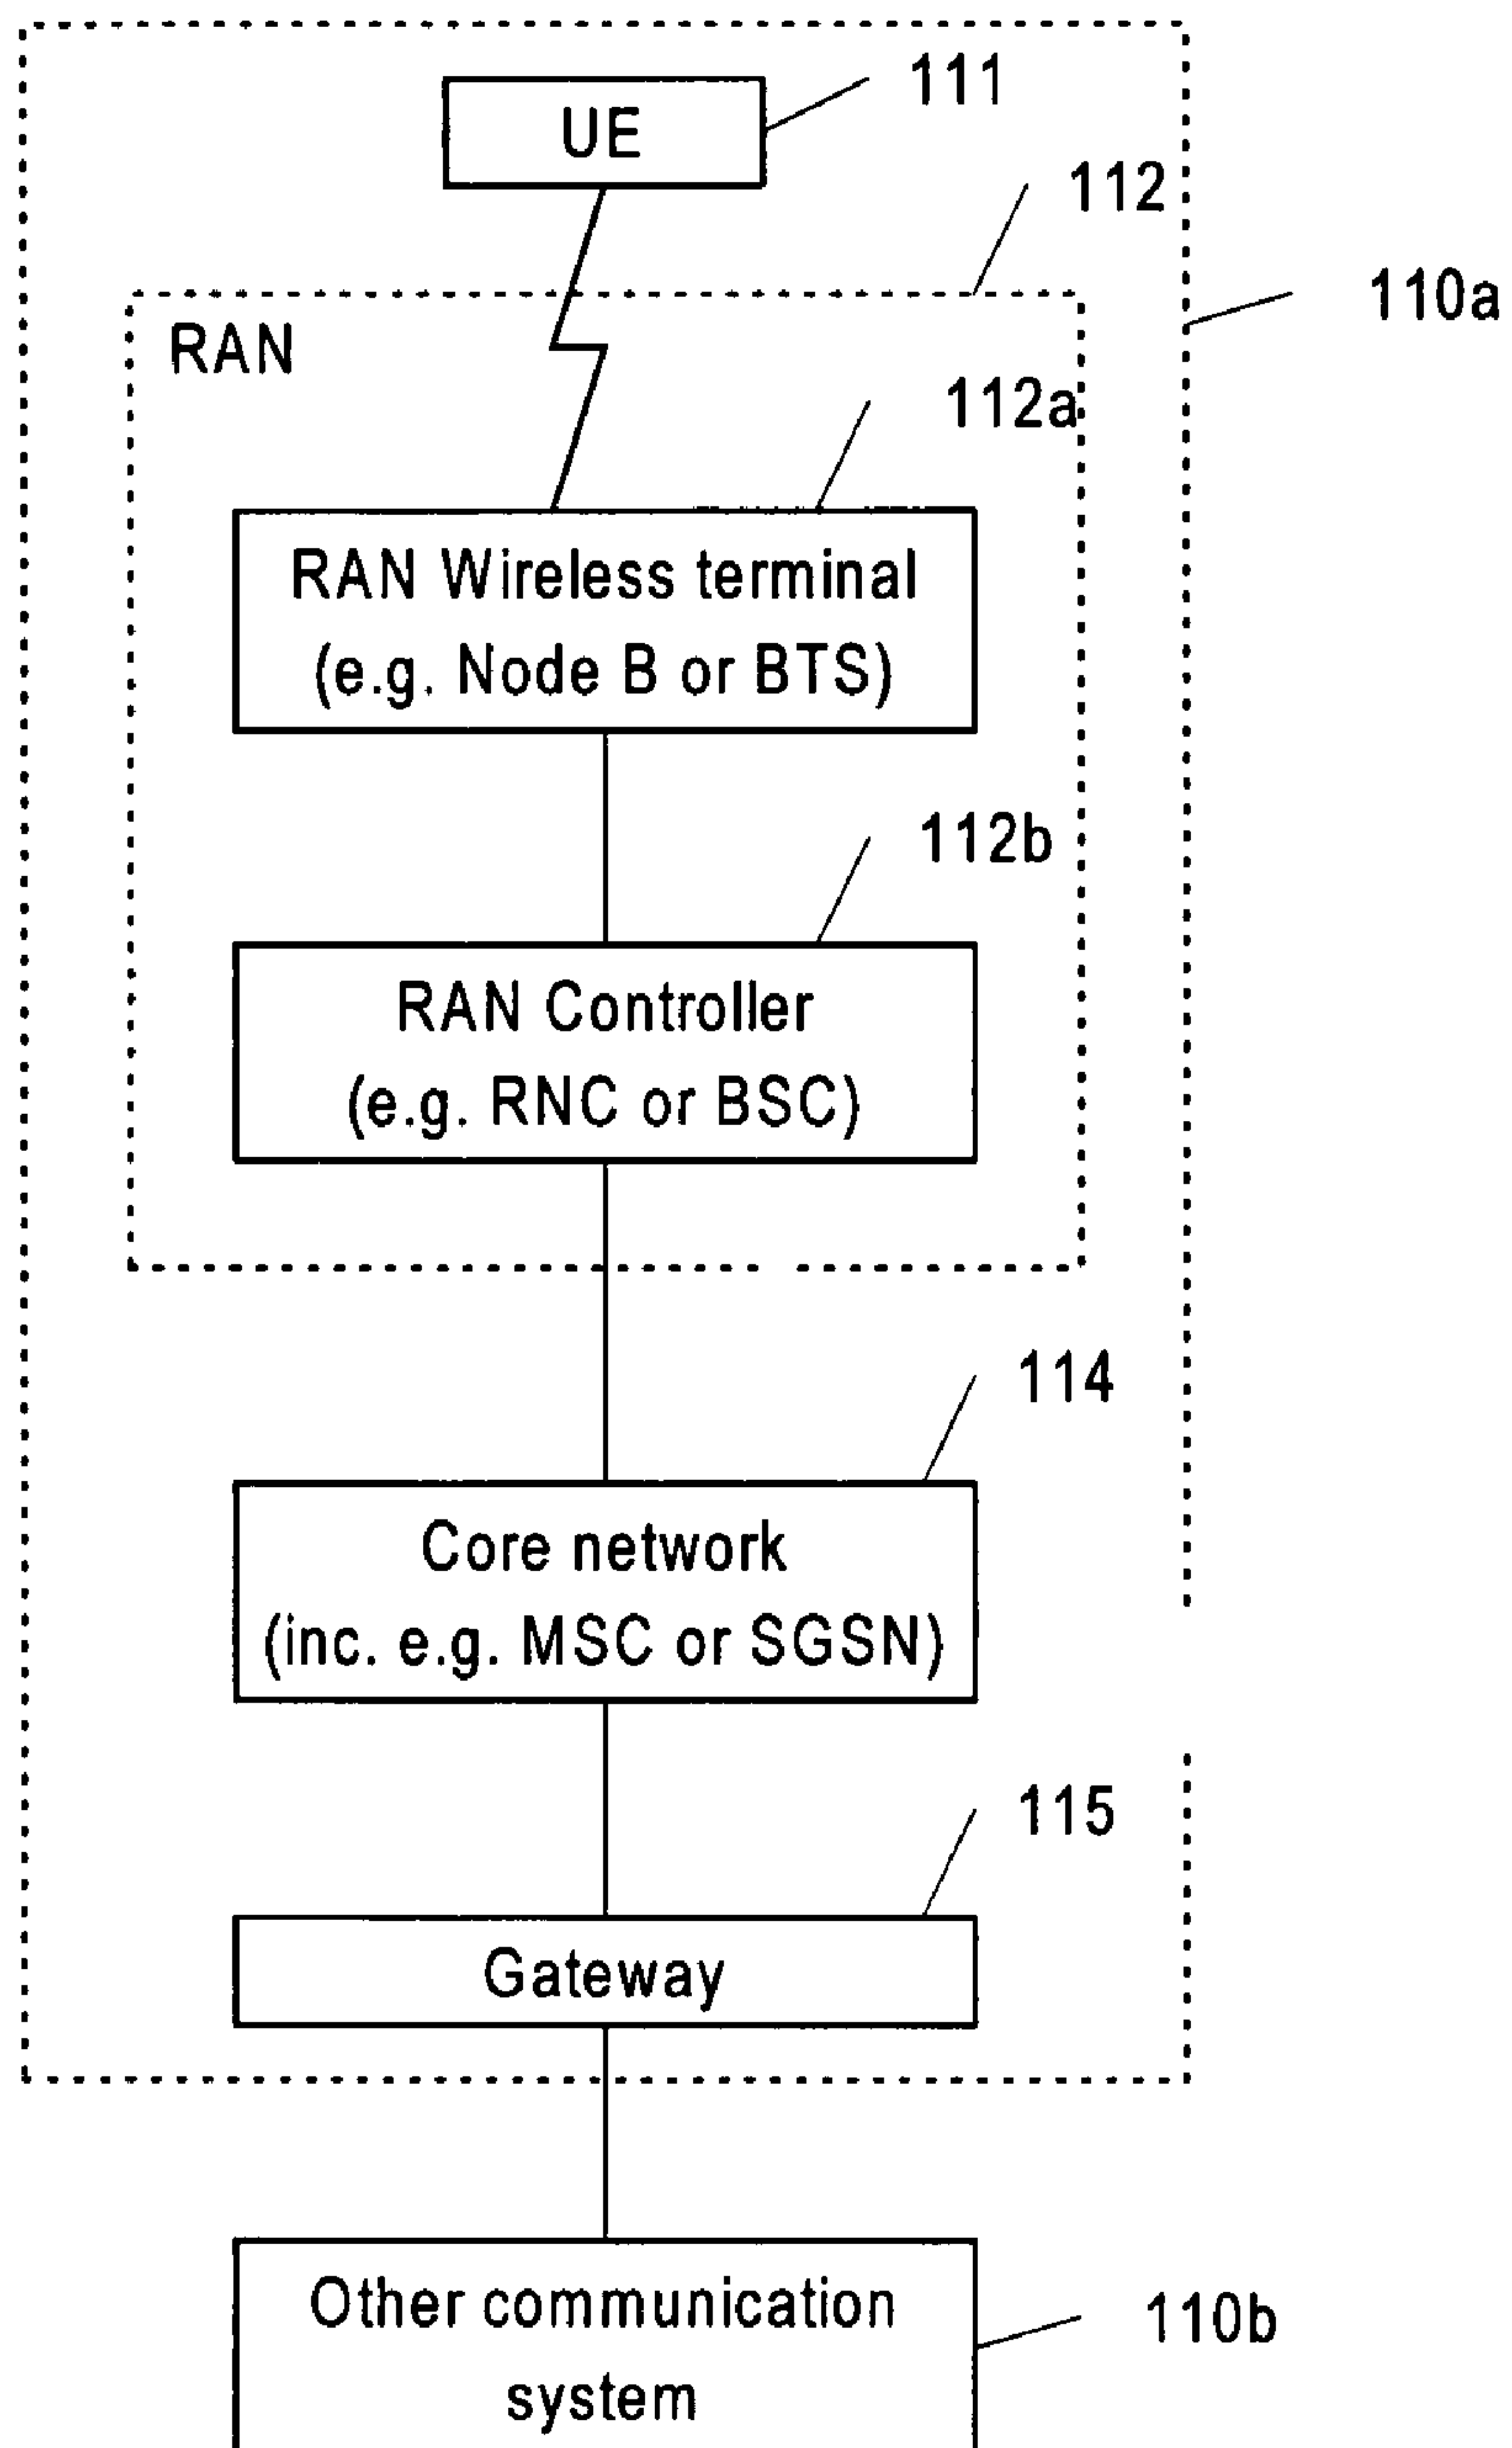 111
UE
112
110a
RAN
112a
RAN Wireless terminal
(e.g. Node B or BTS)
112b
RAN Controller
(e.g. RNC or BSC)
114
Core network
(inc. e.g. MSC or SGSN)
115
Gateway
Other communication
110b
system